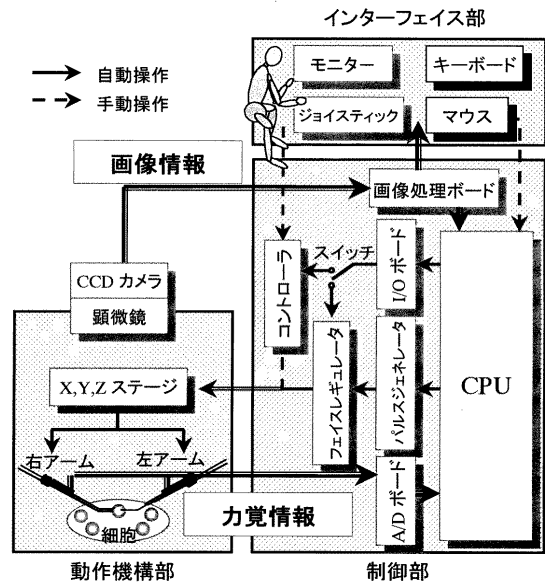 インターフェイス部
自動操作
手動操作
モニター
キーボード
ジョイスティック
マウス
画像情報
画像処理ボード
スイッチ
I/O ボード
コントローラ
CCD カメラ
顕微鏡
フェイスレギュレータ
パルスジェネレータ
CPU
X,Y,Z ステージ
右アーム
左アーム
A/D ボード
細胞
力覚情報
動作機構部
制御部